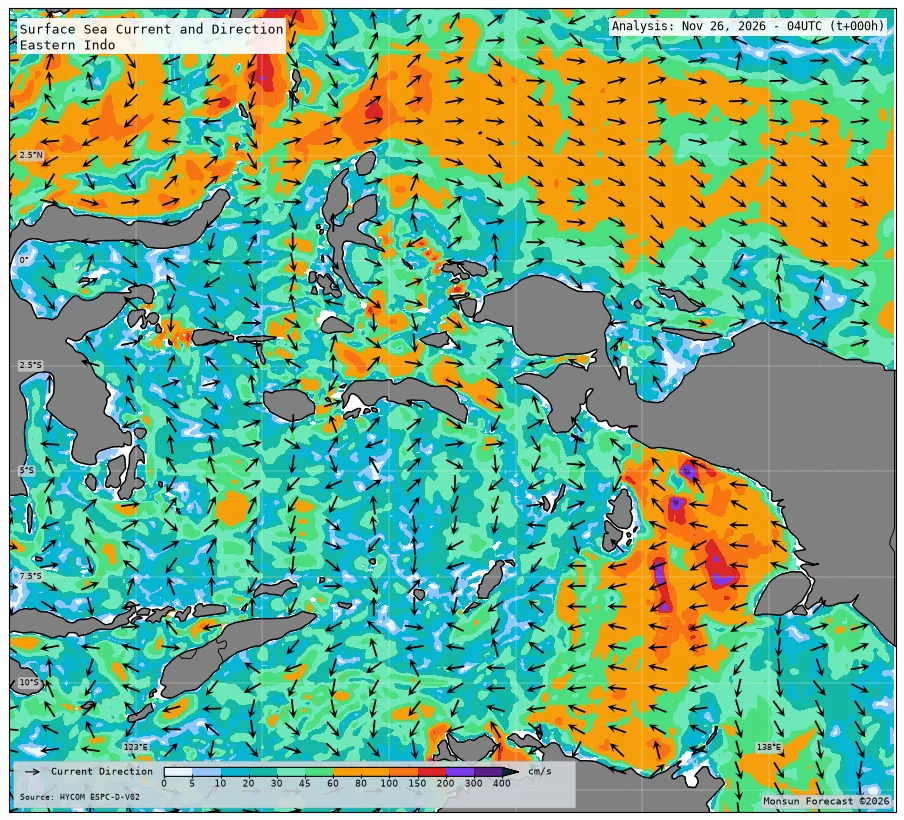 Surface Sea Current and Direction
Eastern Indo
Analysis: Nov 26, 2026 - 04UTC (t+000h)
2.5°N
0°
2.5°S
5°S
7.5°S
10°S
123°E
138°E
Current Direction
cm/s
0 5 10 20 30 45 60 80 100 150 200 300 400
Source: HYCOM ESPC-D-V02
Monsun Forecast ©2026